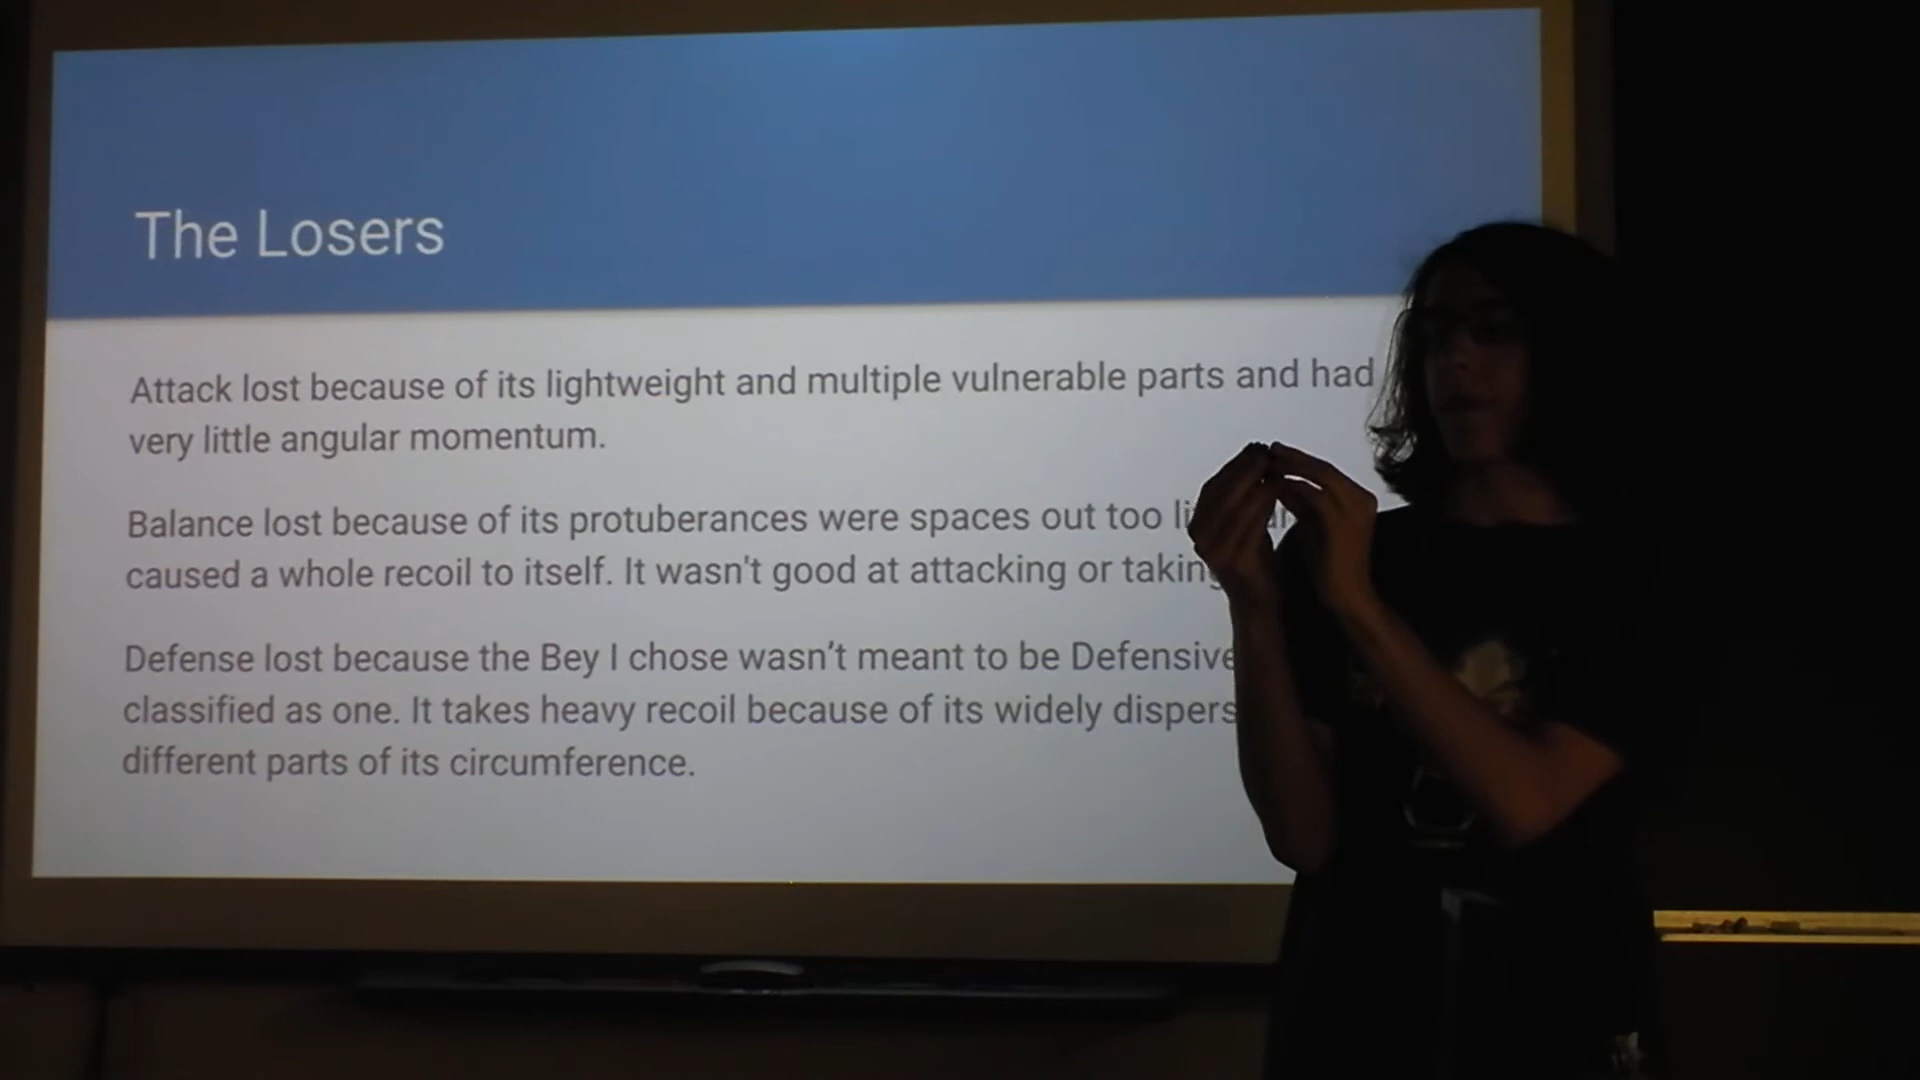 The Losers
Attack lost because of its lightweight and multiple vulnerable parts and had
very little angular momentum.
Balance lost because of its protuberances were spaces out too
caused a whole recoil to itself. It wasn't good at attacking or taking
Defense lost because the Bey I chose wasn't meant to be Defensive
classified as one. It takes heavy recoil because of its widely
different parts of its circumference.